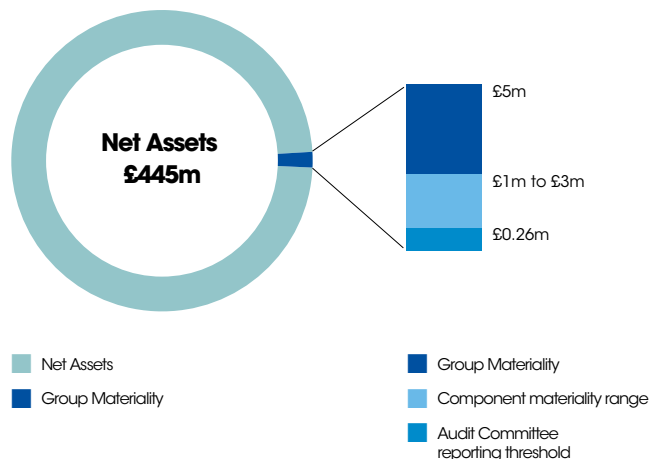 Net Assets
£445m
£5m
£1m to £3m
£0.26m
Net Assets
Group Materiality
Group Materiality
Component materiality range
Audit Committee
reporting threshold